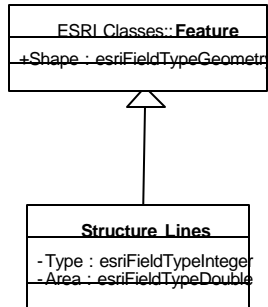 ESRI Classes::Feature
+Shape : esriFieldTypeGeometr
Structure Lines
-Type : esriFieldTypeInteger
-Area : esriFieldTypeDouble